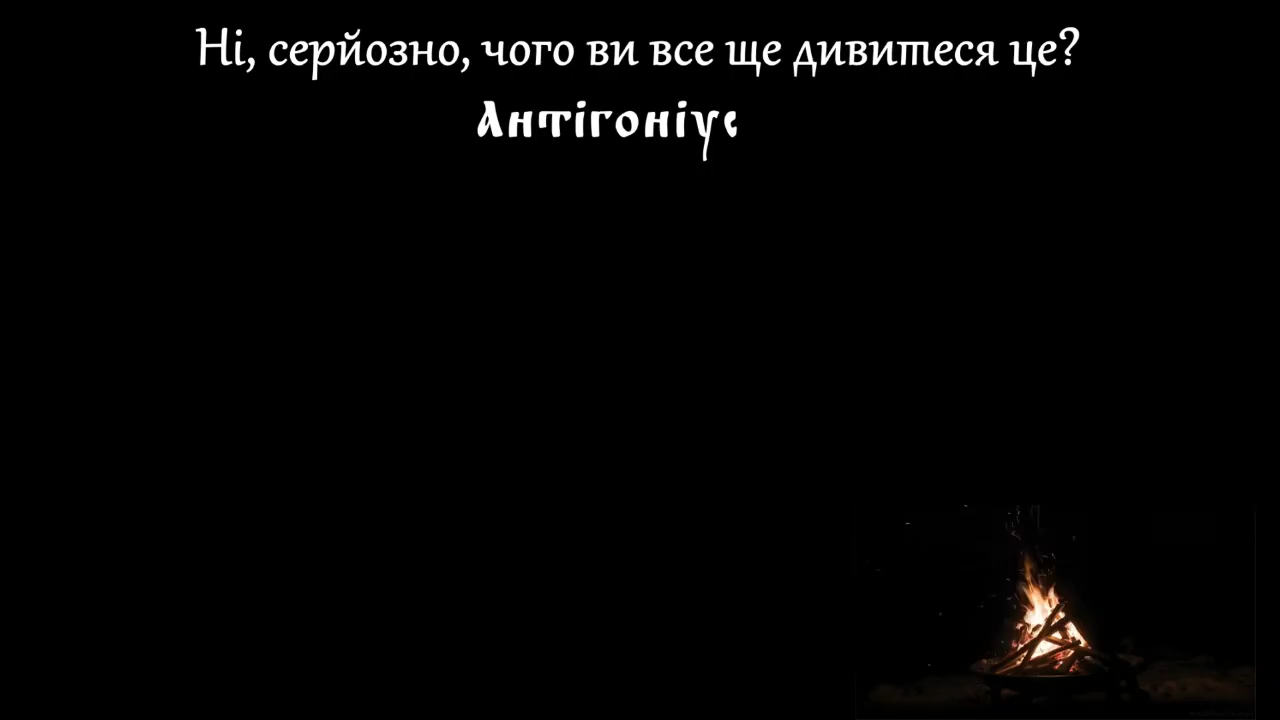 Ні, серйозно, чого ви все ще дивитеся це?
Антігоніус